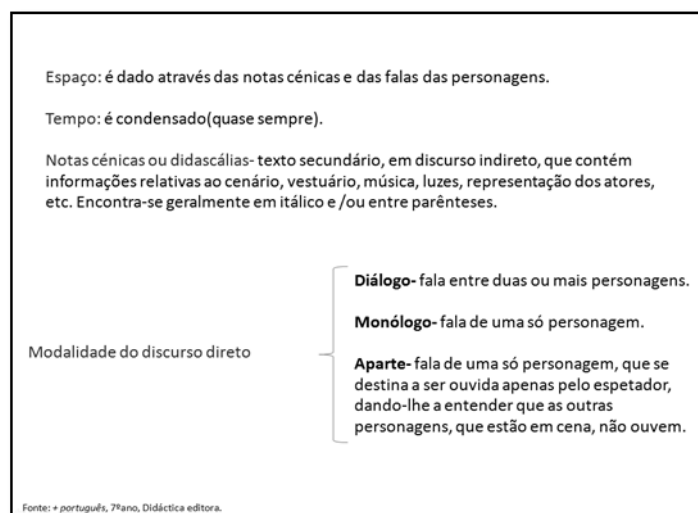 Espaço: é dado através das notas cénicas e das falas das personagens.
Tempo: é condensado(quase sempre).
Notas cénicas ou didascálias- texto secundário, em discurso indireto, que contém
informações relativas ao cenário, vestuário, música, luzes, representação dos atores,
etc. Encontra-se geralmente em itálico e /ou entre parênteses.
Modalidade do discurso direto
Diálogo- fala entre duas ou mais personagens.
Monólogo- fala de uma só personagem.
Aparte- fala de uma só personagem, que se
destina a ser ouvida apenas pelo espetador,
dando-lhe a entender que as outras
personagens, que estão em cena, não ouvem.
Fonte: + português, 7ºano, Didáctica editora.